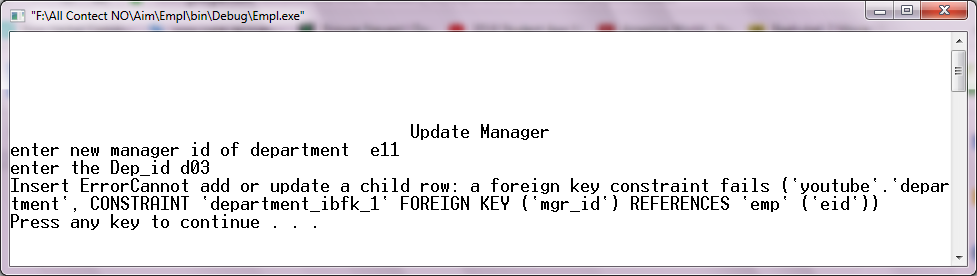 "F:\All Contect NO\Aim\Empl\bin\Debug\Empl.exe"
Update Manager
enter new manager id of department  e11
enter the Dep_id d03
Insert ErrorCannot add or update a child row: a foreign key constraint fails (`youtube`.`depar
tment`, CONSTRAINT `department_ibfk_1` FOREIGN KEY (`mgr_id`) REFERENCES `emp` (`eid`))
Press any key to continue . . .